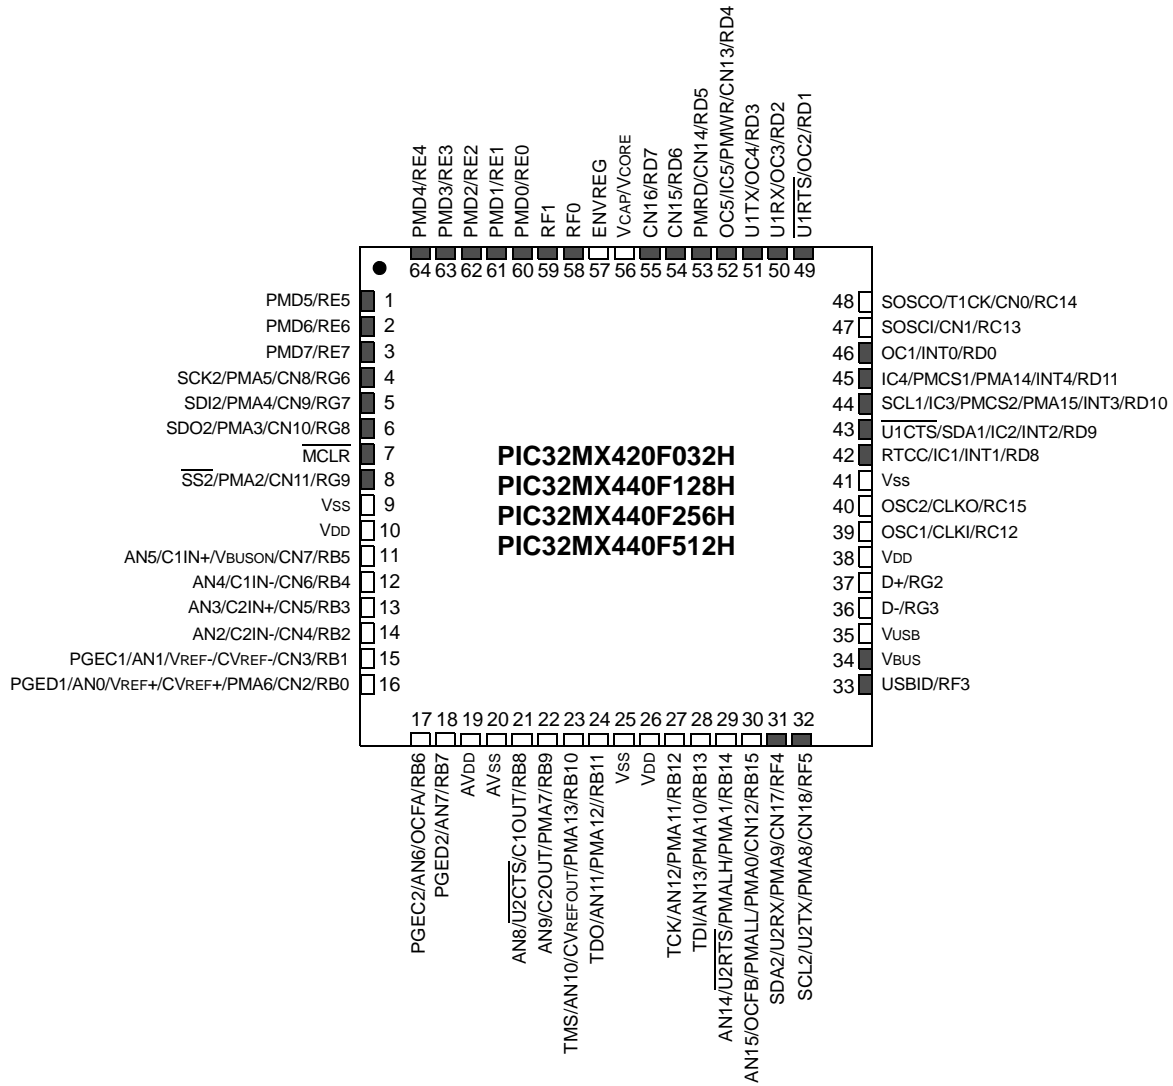 PMD4/RE4
PMD3/RE3
PMD2/RE2
PMD1/RE1
PMD0/RE0
RF1
RF0
ENVREG
VCAP/VCORE
CN16/RD7
CN15/RD6
PMRD/CN14/RD5
OC5/IC5/PMWR/CN13/RD4
U1TX/OC4/RD3
U1RX/OC3/RD2
U1RTS/OC2/RD1
64 63 62 61 60 59 58 57 56 55 54 53 52 51 50 49
PMD5/RE5 1
PMD6/RE6 2
PMD7/RE7 3
SCK2/PMA5/CN8/RG6 4
SDI2/PMA4/CN9/RG7 5
SDO2/PMA3/CN10/RG8 6
MCLR 7
SS2/PMA2/CN11/RG9 8
VSS 9
VDD 10
AN5/C1IN+/VBUSON/CN7/RB5 11
AN4/C1IN-/CN6/RB4 12
AN3/C2IN+/CN5/RB3 13
AN2/C2IN-/CN4/RB2 14
PGEC1/AN1/VREF-/CVREF-/CN3/RB1 15
PGED1/AN0/VREF+/CVREF+/PMA6/CN2/RB0 16
PIC32MX420F032H
PIC32MX440F128H
PIC32MX440F256H
PIC32MX440F512H
48 SOSCO/T1CK/CN0/RC14
47 SOSCI/CN1/RC13
46 OC1/INT0/RD0
45 IC4/PMCS1/PMA14/INT4/RD11
44 SCL1/IC3/PMCS2/PMA15/INT3/RD10
43 U1CTS/SDA1/IC2/INT2/RD9
42 RTCC/IC1/INT1/RD8
41 VSS
40 OSC2/CLKO/RC15
39 OSC1/CLKI/RC12
38 VDD
37 D+/RG2
36 D-/RG3
35 VUSB
34 VBUS
33 USBID/RF3
17 18 19 20 21 22 23 24 25 26 27 28 29 30 31 32
PGEC2/AN6/OCFA/RB6
PGED2/AN7/RB7
AVDD
AVSS
AN8/U2CTS/C1OUT/RB8
AN9/C2OUT/PMA7/RB9
TMS/AN10/CVREFOUT/PMA13/RB10
TDO/AN11/PMA12//RB11
VSS
VDD
TCK/AN12/PMA11/RB12
TDI/AN13/PMA10/RB13
AN14/U2RTS/PMALH/PMA1/RB14
AN15/OCFB/PMALL/PMA0/CN12/RB15
SDA2/U2RX/PMA9/CN17/RF4
SCL2/U2TX/PMA8/CN18/RF5